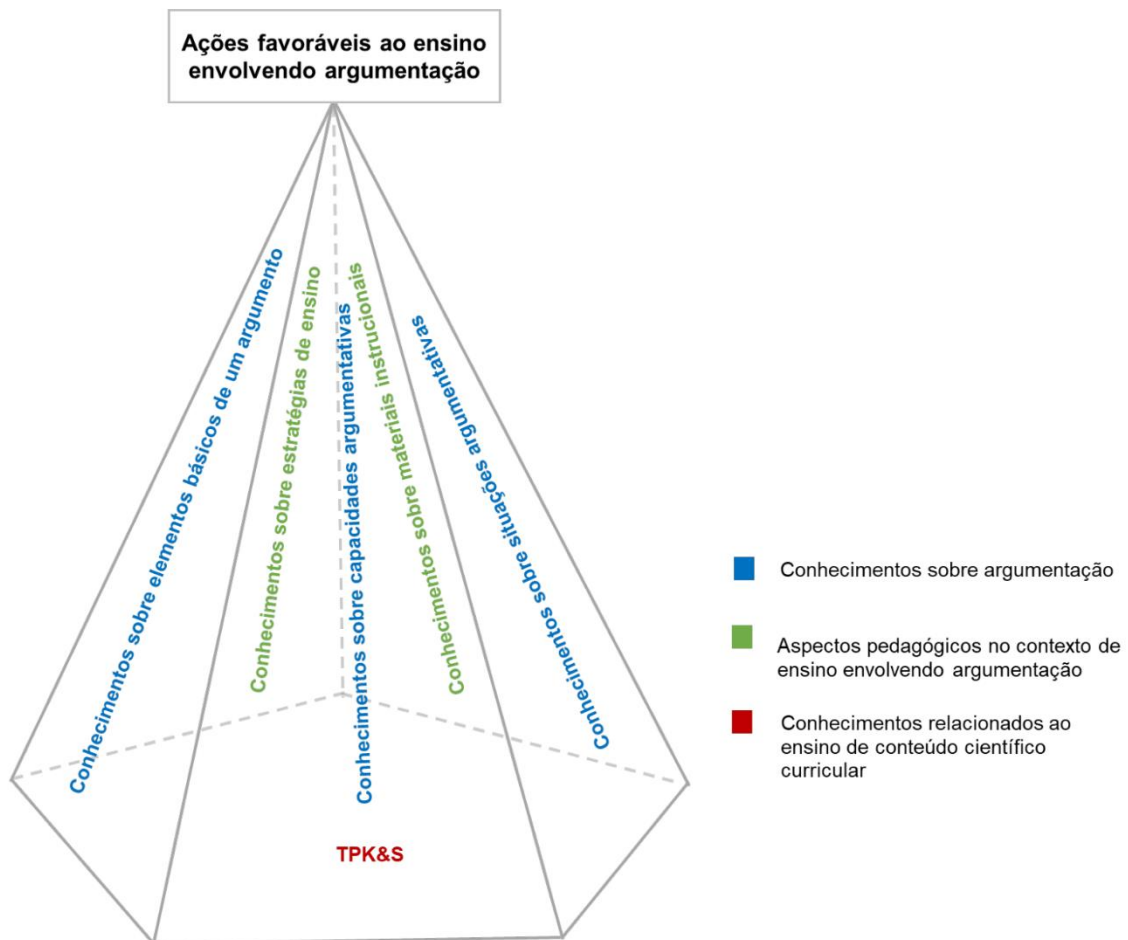 Ações favoráveis ao ensino
envolvendo argumentação
Conhecimentos sobre elementos básicos de um argumento
Conhecimentos sobre estratégias de ensino
Conhecimentos sobre capacidades argumentativas
Conhecimentos sobre materiais instrucionais
Conhecimentos sobre situações argumentativas
TPK&S
Conhecimentos sobre argumentação
Aspectos pedagógicos no contexto de
ensino envolvendo argumentação
Conhecimentos relacionados ao
ensino de conteúdo científico
curricular